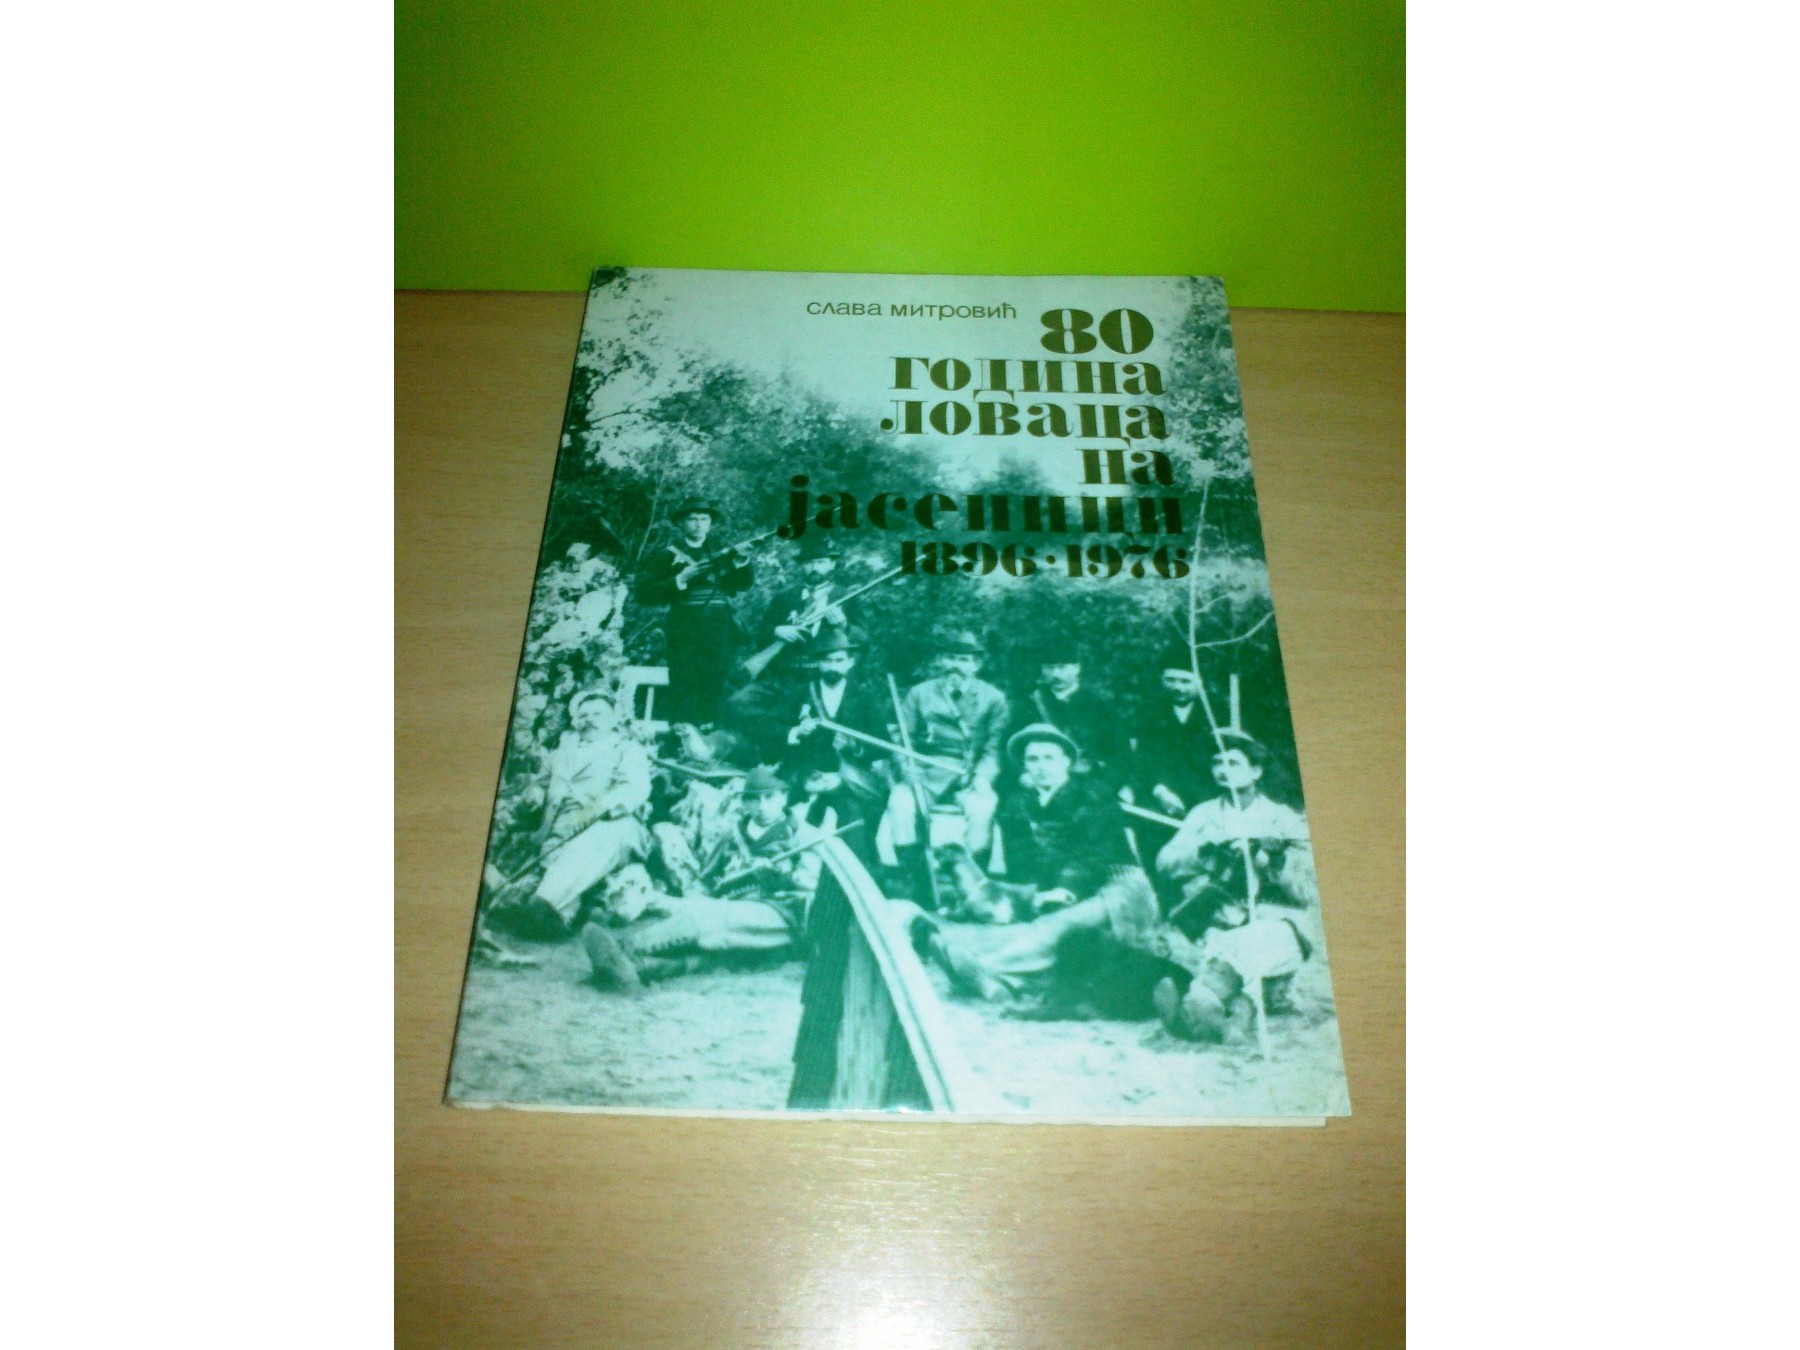 слава митровић
80
година
ловаца
на
јасеници
1896·1976